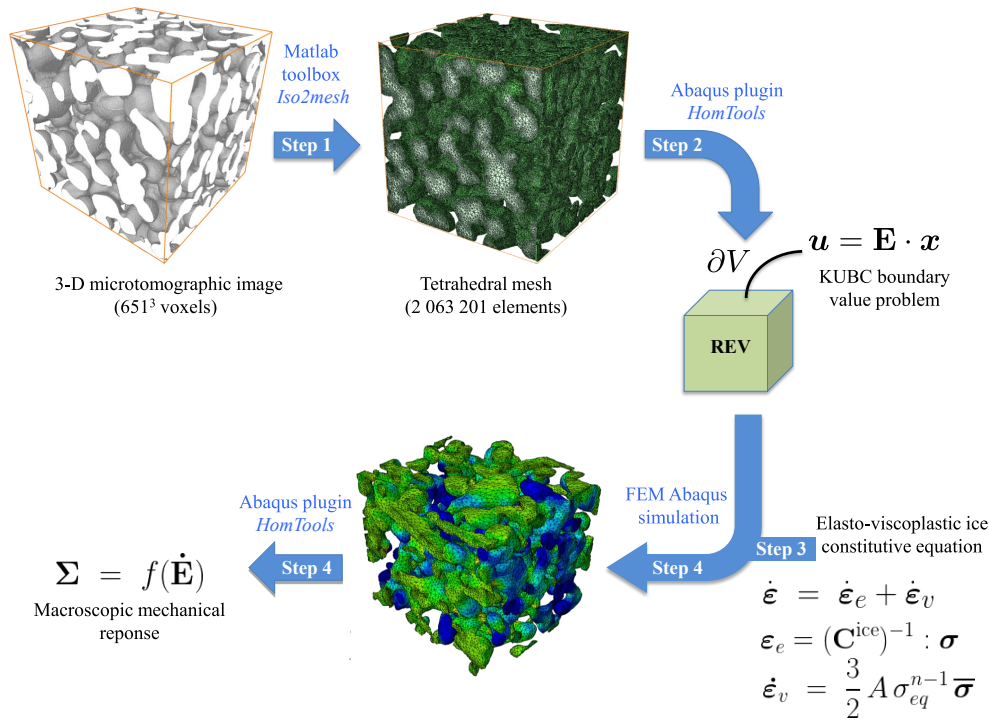 Matlab
toolbox
Iso2mesh
Step 1
Abaqus plugin
HomTools
Step 2
3-D microtomographic image
(651³ voxels)
Tetrahedral mesh
(2 063 201 elements)
∂V
u = E · x
KUBC boundary
value problem
REV
FEM Abaqus
simulation
Elasto-viscoplastic ice
constitutive equation
Step 3
Step 4
Abaqus plugin
HomTools
Step 4
Σ = f(Ė)
Macroscopic mechanical
reponse
ε̇ = ε̇_e + ε̇_v
ε_e = (C^ice)^−1 : σ
ε̇_v = 3/2 A σ_eq^n−1 σ̅